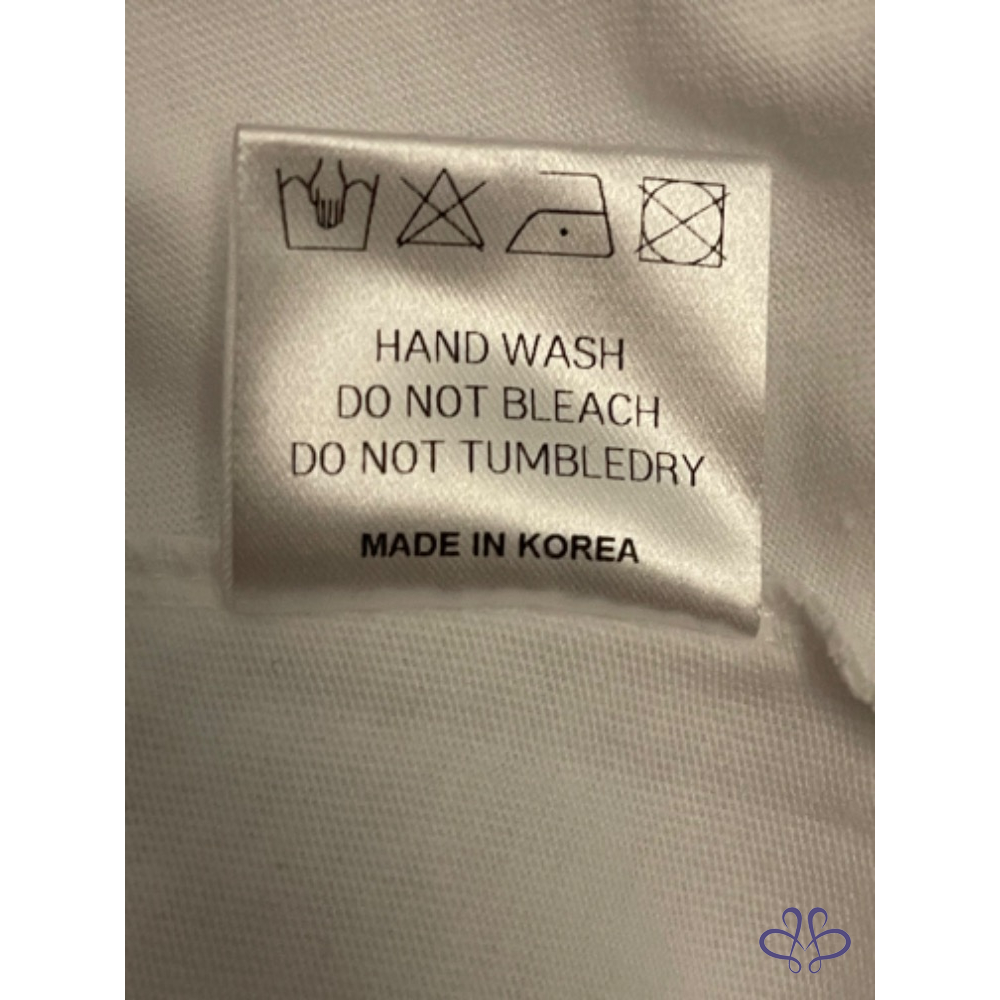 HAND WASH
DO NOT BLEACH
DO NOT TUMBLEDRY
MADE IN KOREA